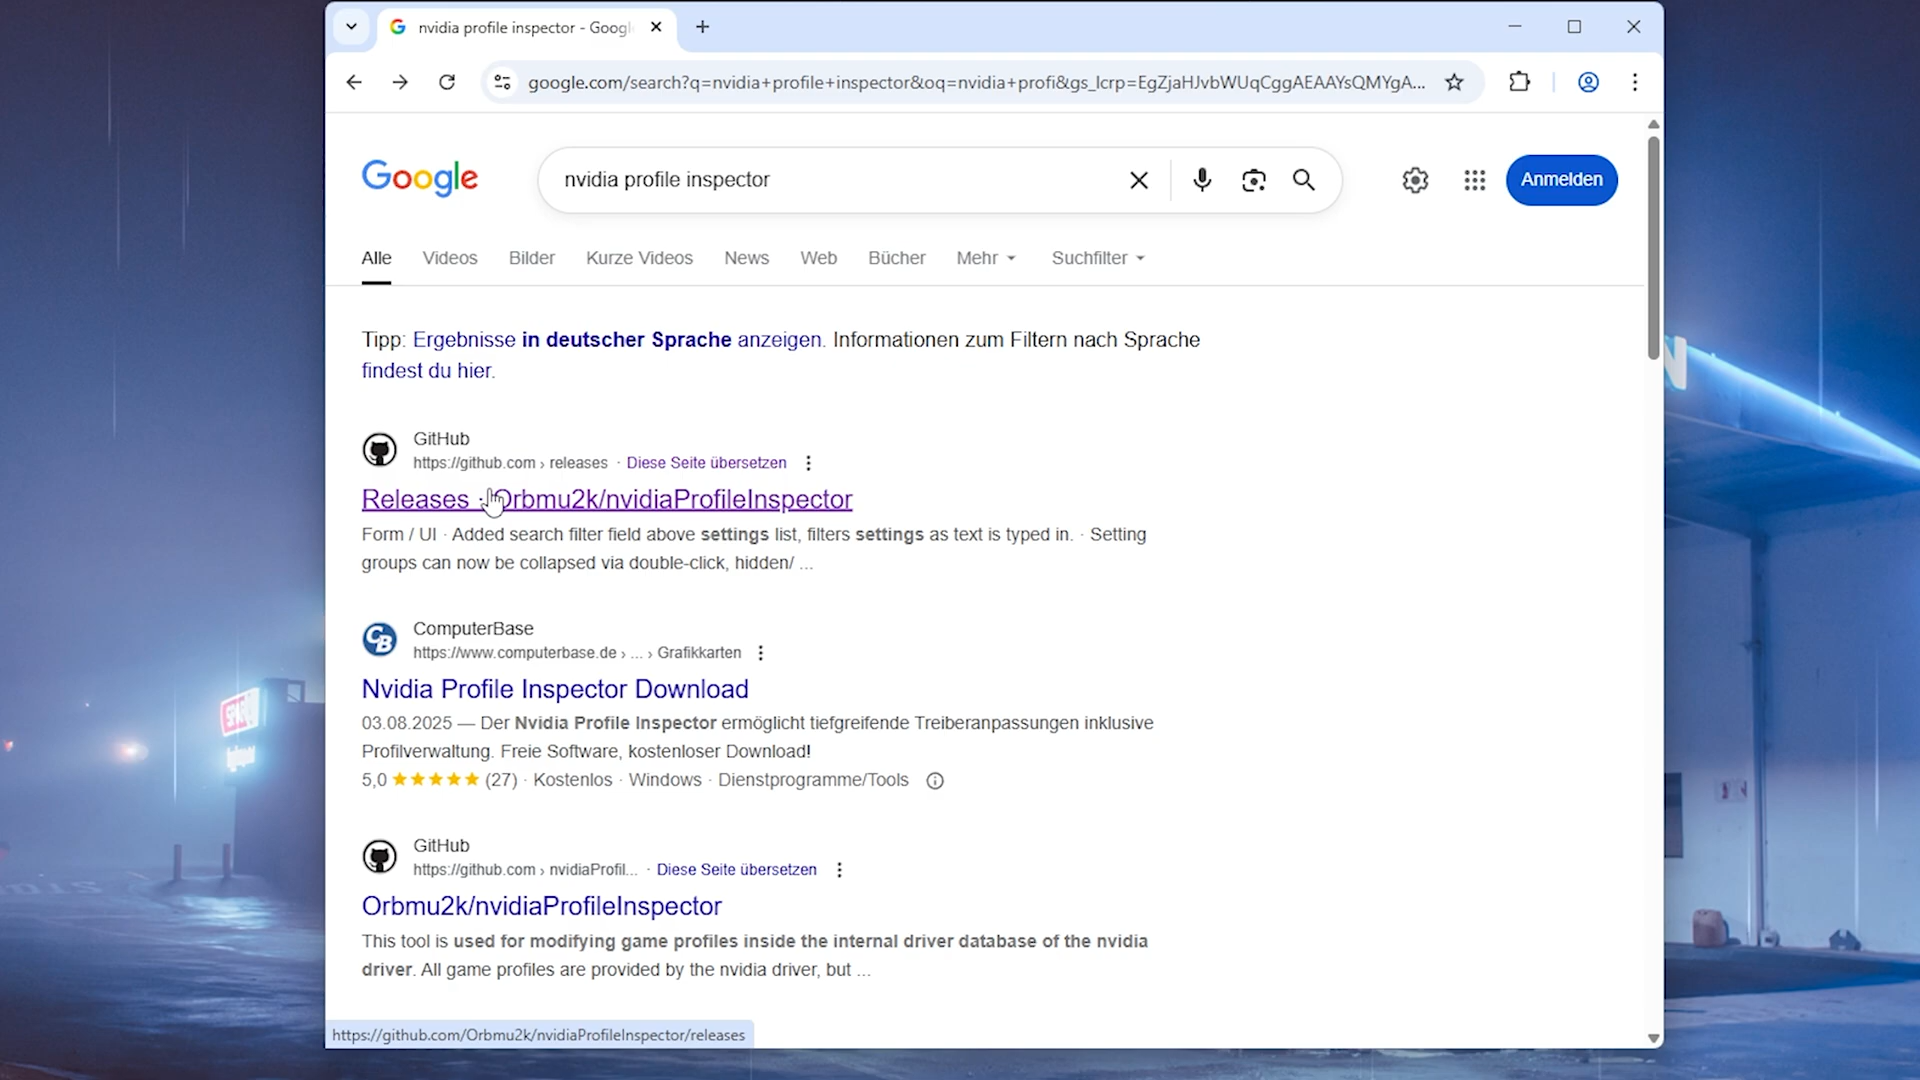 nvidia profile inspector - Googl
google.com/search?q=nvidia+profile+inspector&oq=nvidia+profi&gs_lcrp=EgZjaHJvbWUqCggAEAAYsQMYgA...
Google
nvidia profile inspector
Anmelden
Alle Videos Bilder Kurze Videos News Web Bücher Mehr Suchfilter
Tipp: Ergebnisse in deutscher Sprache anzeigen. Informationen zum Filtern nach Sprache
findest du hier.
GitHub
https://github.com › releases · Diese Seite übersetzen
Releases · Orbmu2k/nvidiaProfileInspector
Form / UI · Added search filter field above settings list, filters settings as text is typed in. · Setting
groups can now be collapsed via double-click, hidden/ ...
ComputerBase
https://www.computerbase.de › ... › Grafikkarten
Nvidia Profile Inspector Download
03.08.2025 — Der Nvidia Profile Inspector ermöglicht tiefgreifende Treiberanpassungen inklusive
Profilverwaltung. Freie Software, kostenloser Download!
5,0 ★★★★★ (27) · Kostenlos · Windows · Dienstprogramme/Tools
GitHub
https://github.com › nvidiaProfil... · Diese Seite übersetzen
Orbmu2k/nvidiaProfileInspector
This tool is used for modifying game profiles inside the internal driver database of the nvidia
driver. All game profiles are provided by the nvidia driver, but ...
https://github.com/Orbmu2k/nvidiaProfileInspector/releases